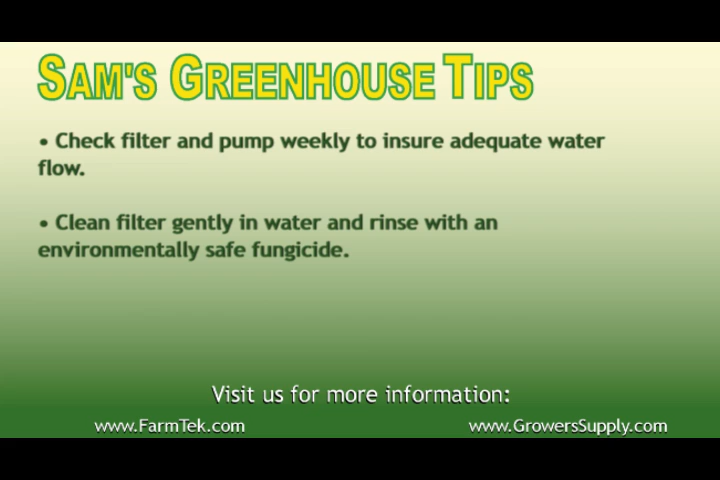 SAM'S GREENHOUSE TIPS
• Check filter and pump weekly to insure adequate water
flow.
• Clean filter gently in water and rinse with an
environmentally safe fungicide.
Visit us for more information:
www.FarmTek.com www.GrowersSupply.com